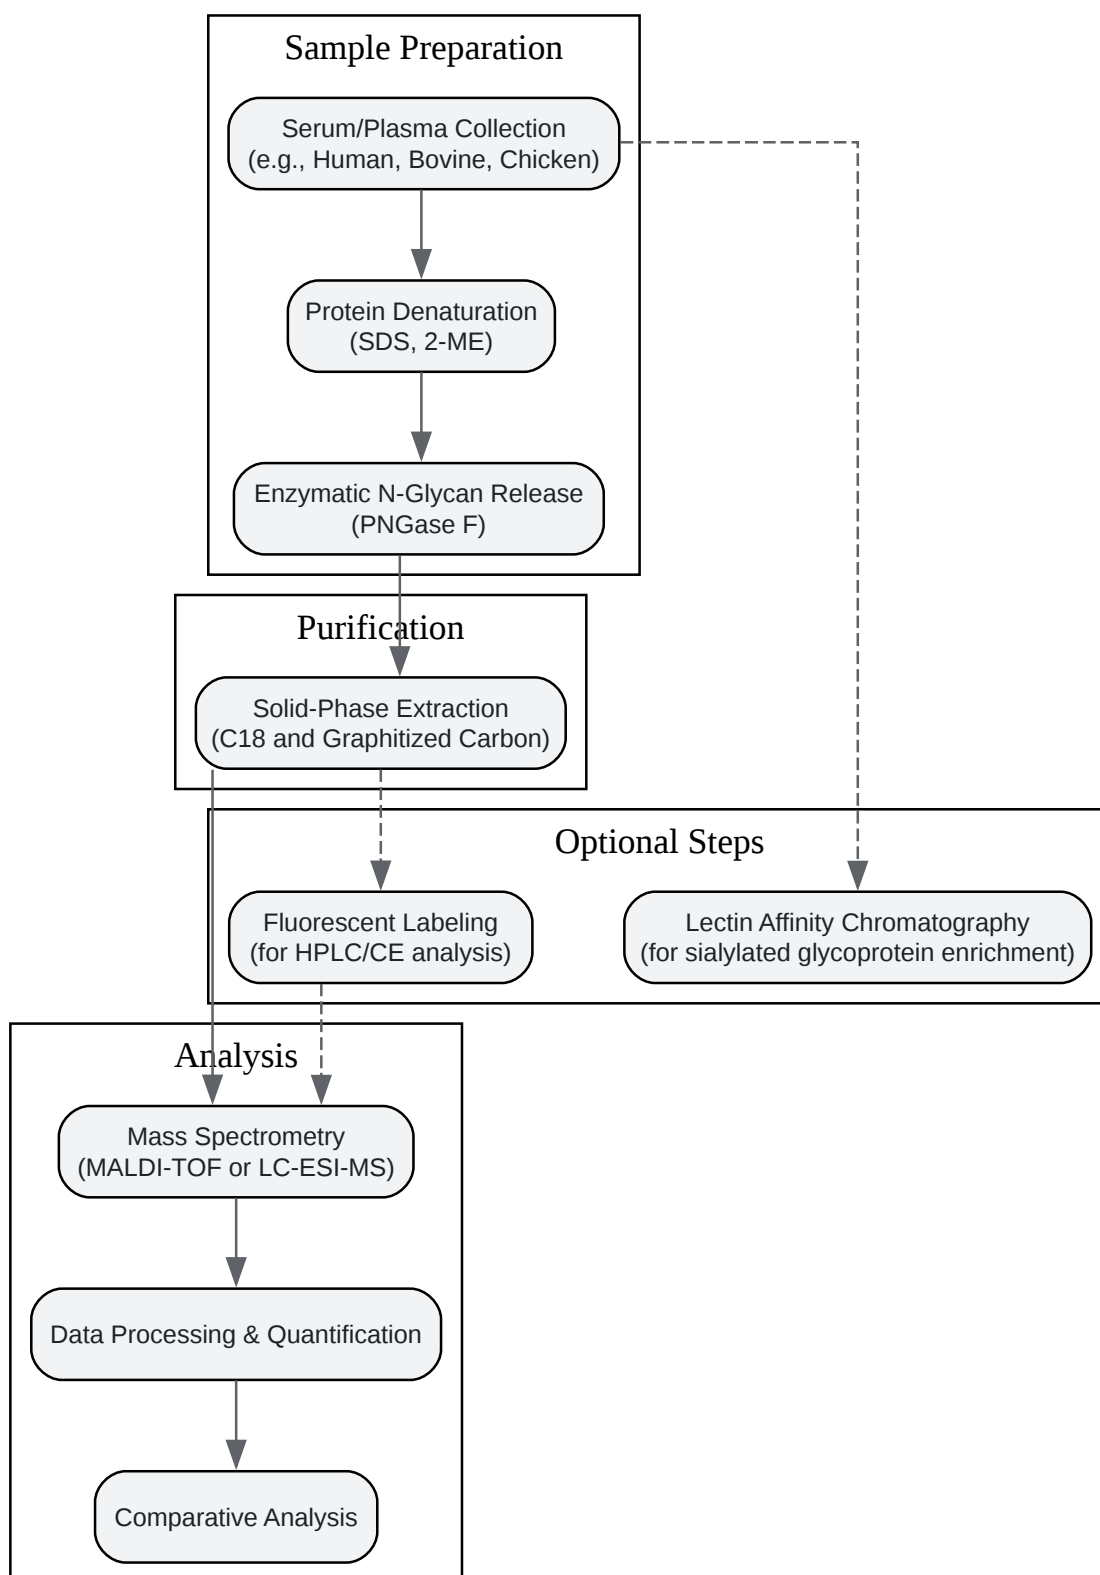 Sample Preparation
Serum/Plasma Collection
(e.g., Human, Bovine, Chicken)
Protein Denaturation
(SDS, 2-ME)
Enzymatic N-Glycan Release
(PNGase F)
Purification
Solid-Phase Extraction
(C18 and Graphitized Carbon)
Optional Steps
Fluorescent Labeling
(for HPLC/CE analysis)
Lectin Affinity Chromatography
(for sialylated glycoprotein enrichment)
Analysis
Mass Spectrometry
(MALDI-TOF or LC-ESI-MS)
Data Processing & Quantification
Comparative Analysis